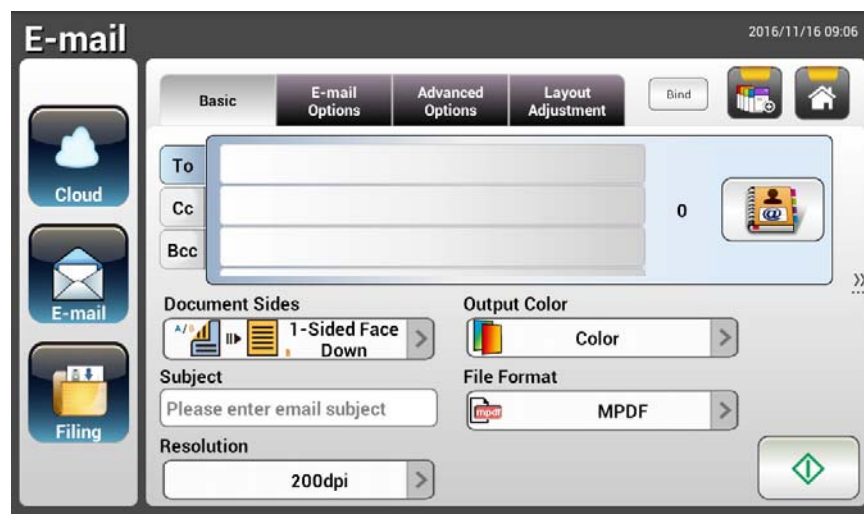 E-mail
2016/11/16 09:06
Basic
E-mail
Options
Advanced
Options
Layout
Adjustment
Bind
Cloud
E-mail
Filing
To
Cc
Bcc
0
@
Document Sides
A/B
1-Sided Face
Down
Output Color
Color
Subject
Please enter email subject
File Format
mpdf
MPDF
Resolution
200dpi